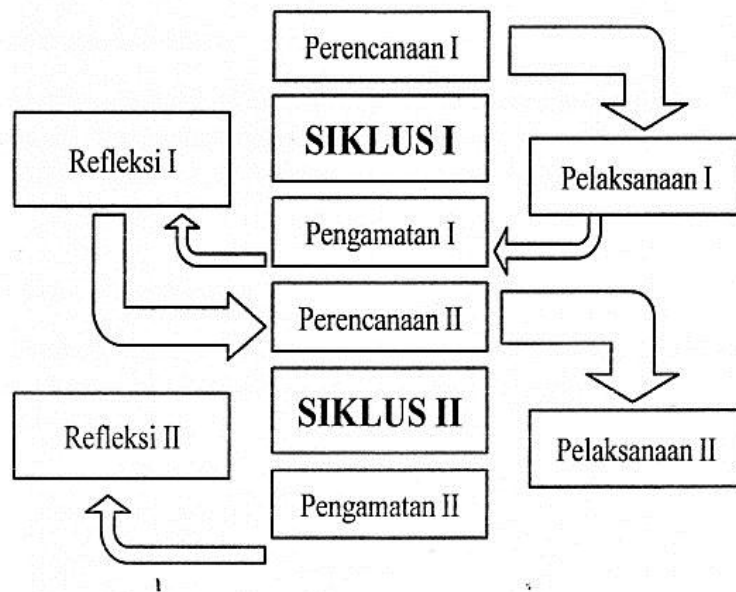 Perencanaan I
SIKLUS I
Refleksi I
Pelaksanaan I
Pengamatan I
Perencanaan II
SIKLUS II
Refleksi II
Pelaksanaan II
Pengamatan II